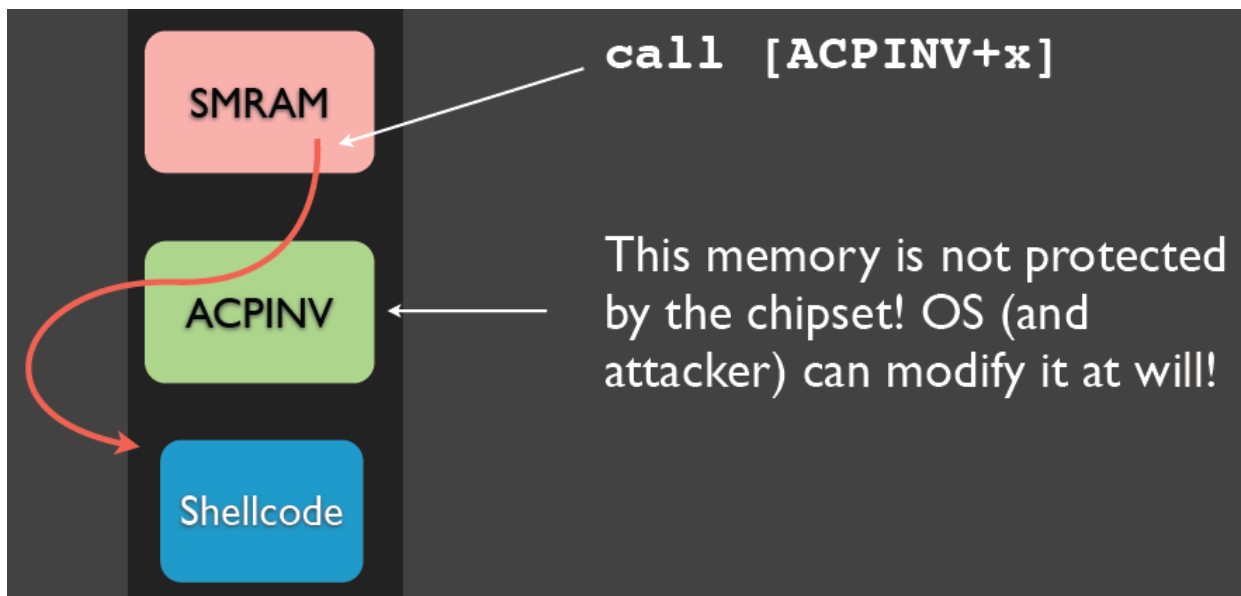 call [ACPINV+x]
SMRAM
This memory is not protected
by the chipset! OS (and
attacker) can modify it at will!
ACPINV
Shellcode